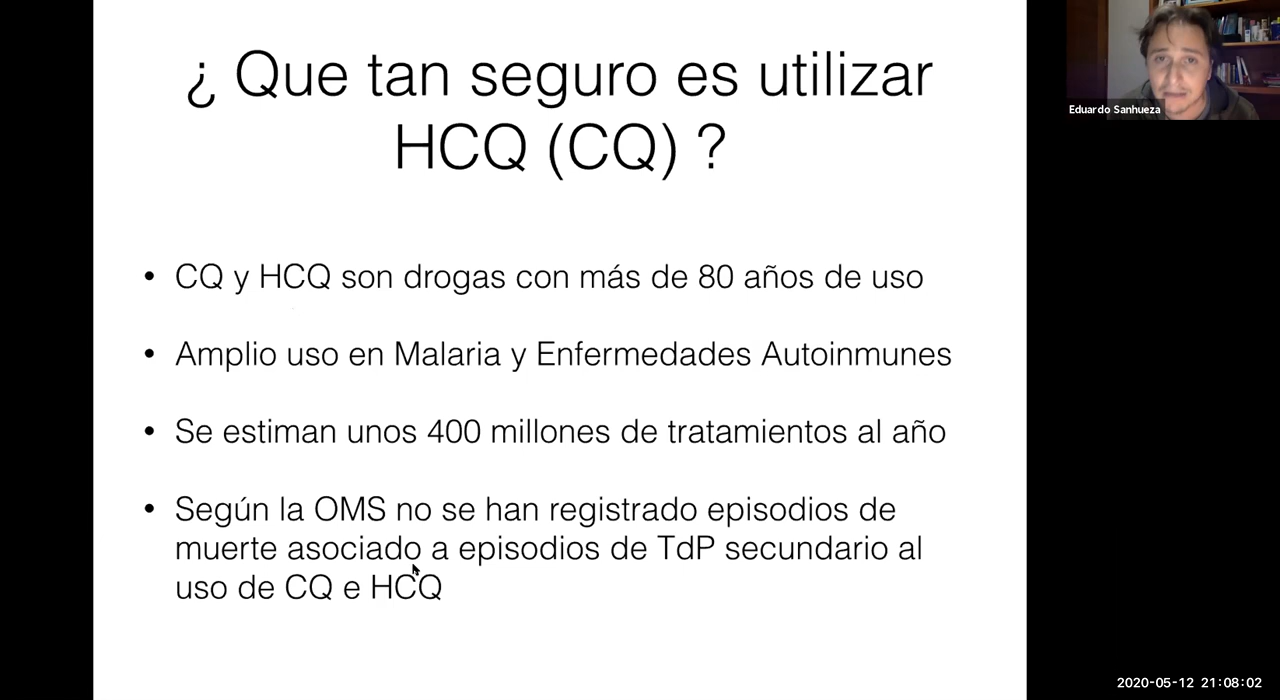 ¿ Que tan seguro es utilizar
HCQ (CQ) ?
• CQ y HCQ son drogas con más de 80 años de uso
• Amplio uso en Malaria y Enfermedades Autoinmunes
• Se estiman unos 400 millones de tratamientos al año
• Según la OMS no se han registrado episodios de
muerte asociado a episodios de TdP secundario al
uso de CQ e HCQ
Eduardo Sanhueza
2020-05-12 21:08:02